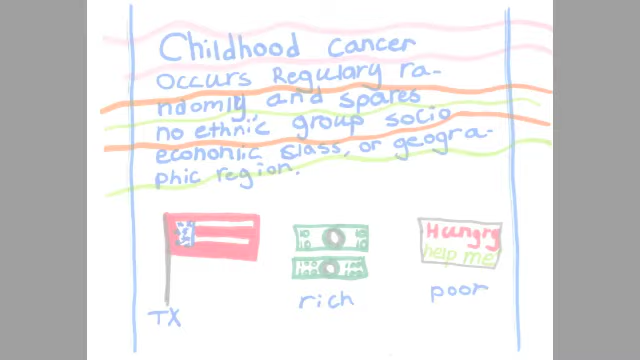 Childhood Cancer
Occurs Regulary ra-
ndomly and spares
no ethnic group socio
economic class, or geogra-
phic region.
Hungry
help me
TX
rich
poor